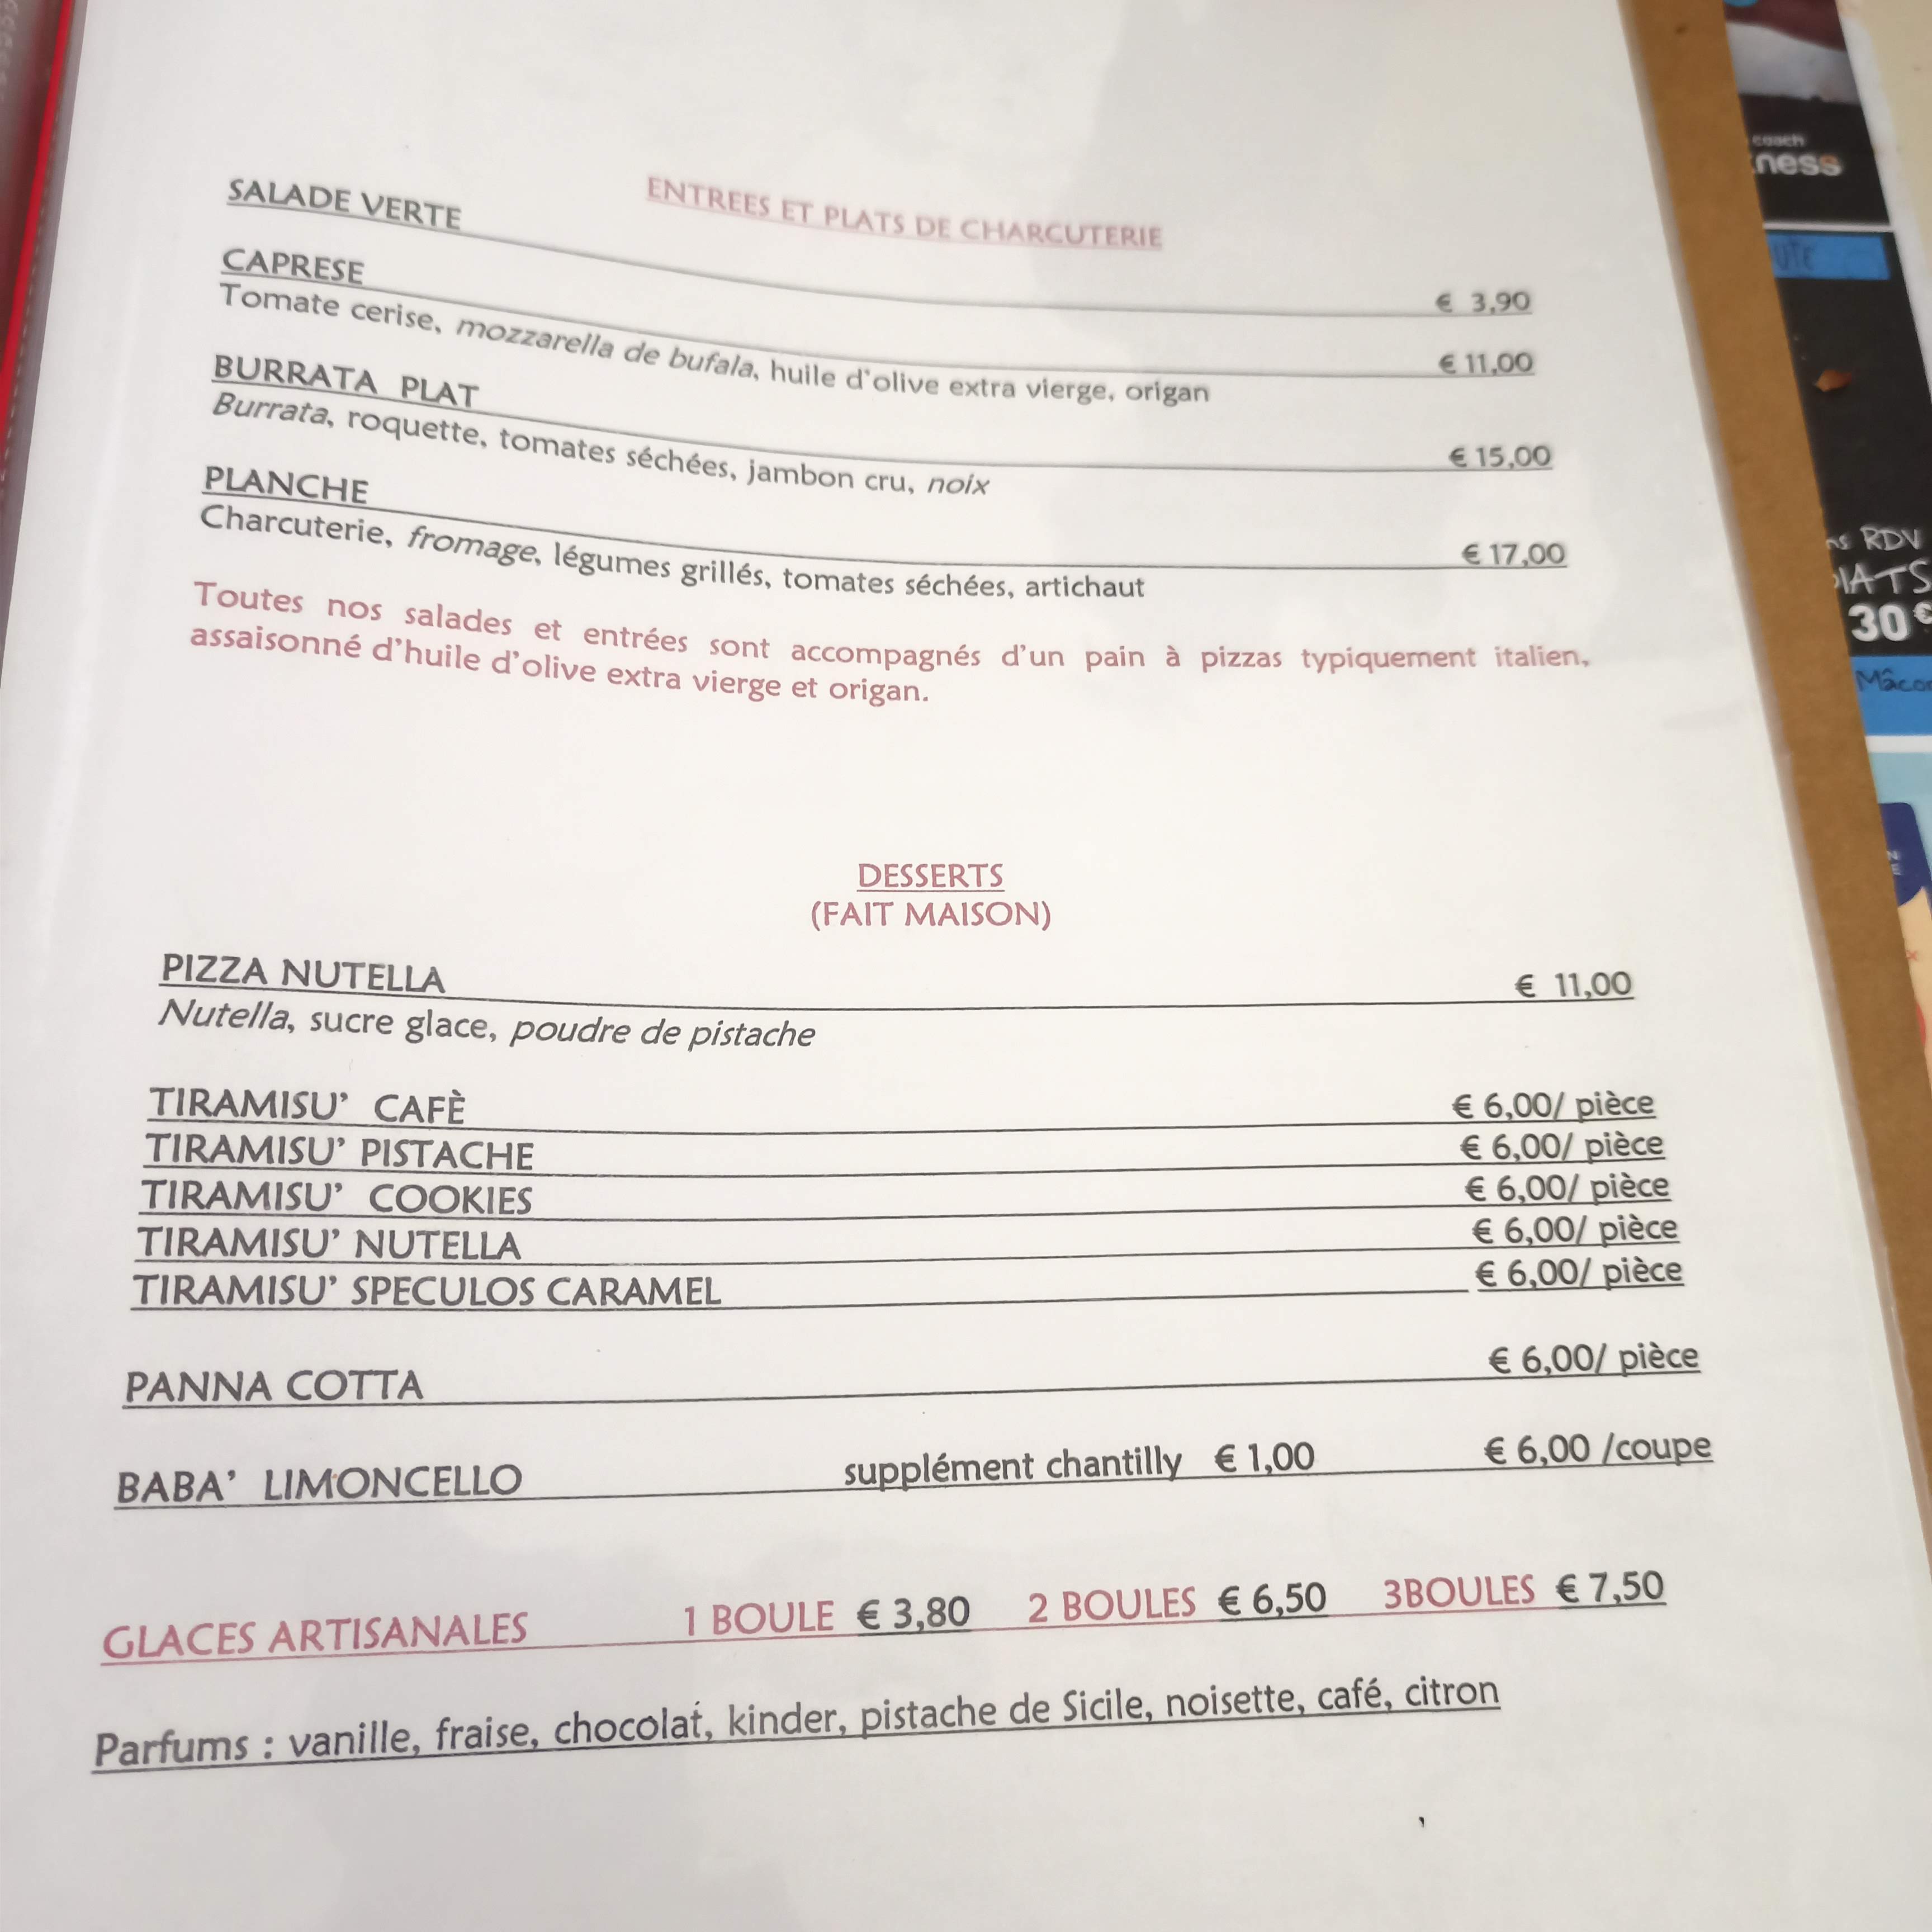 ENTREES ET PLATS DE CHARCUTERIE
SALADE VERTE € 3,90
CAPRESE € 11,00
Tomate cerise, mozzarella de bufala, huile d'olive extra vierge, origan
BURRATA PLAT € 15,00
Burrata, roquette, tomates séchées, jambon cru, noix
PLANCHE € 17,00
Charcuterie, fromage, légumes grillés, tomates séchées, artichaut
Toutes nos salades et entrées sont accompagnés d'un pain à pizzas typiquement italien,
assaisonné d'huile d'olive extra vierge et origan.
DESSERTS
(FAIT MAISON)
PIZZA NUTELLA € 11,00
Nutella, sucre glace, poudre de pistache
TIRAMISU' CAFÈ € 6,00/ pièce
TIRAMISU' PISTACHE € 6,00/ pièce
TIRAMISU' COOKIES € 6,00/ pièce
TIRAMISU' NUTELLA € 6,00/ pièce
TIRAMISU' SPECULOS CARAMEL € 6,00/ pièce
PANNA COTTA € 6,00/ pièce
BABA' LIMONCELLO supplément chantilly € 1,00 € 6,00 /coupe
GLACES ARTISANALES 1 BOULE € 3,80 2 BOULES € 6,50 3BOULES € 7,50
Parfums : vanille, fraise, chocolat, kinder, pistache de Sicile, noisette, café, citron
coach
ness
RDV
30€